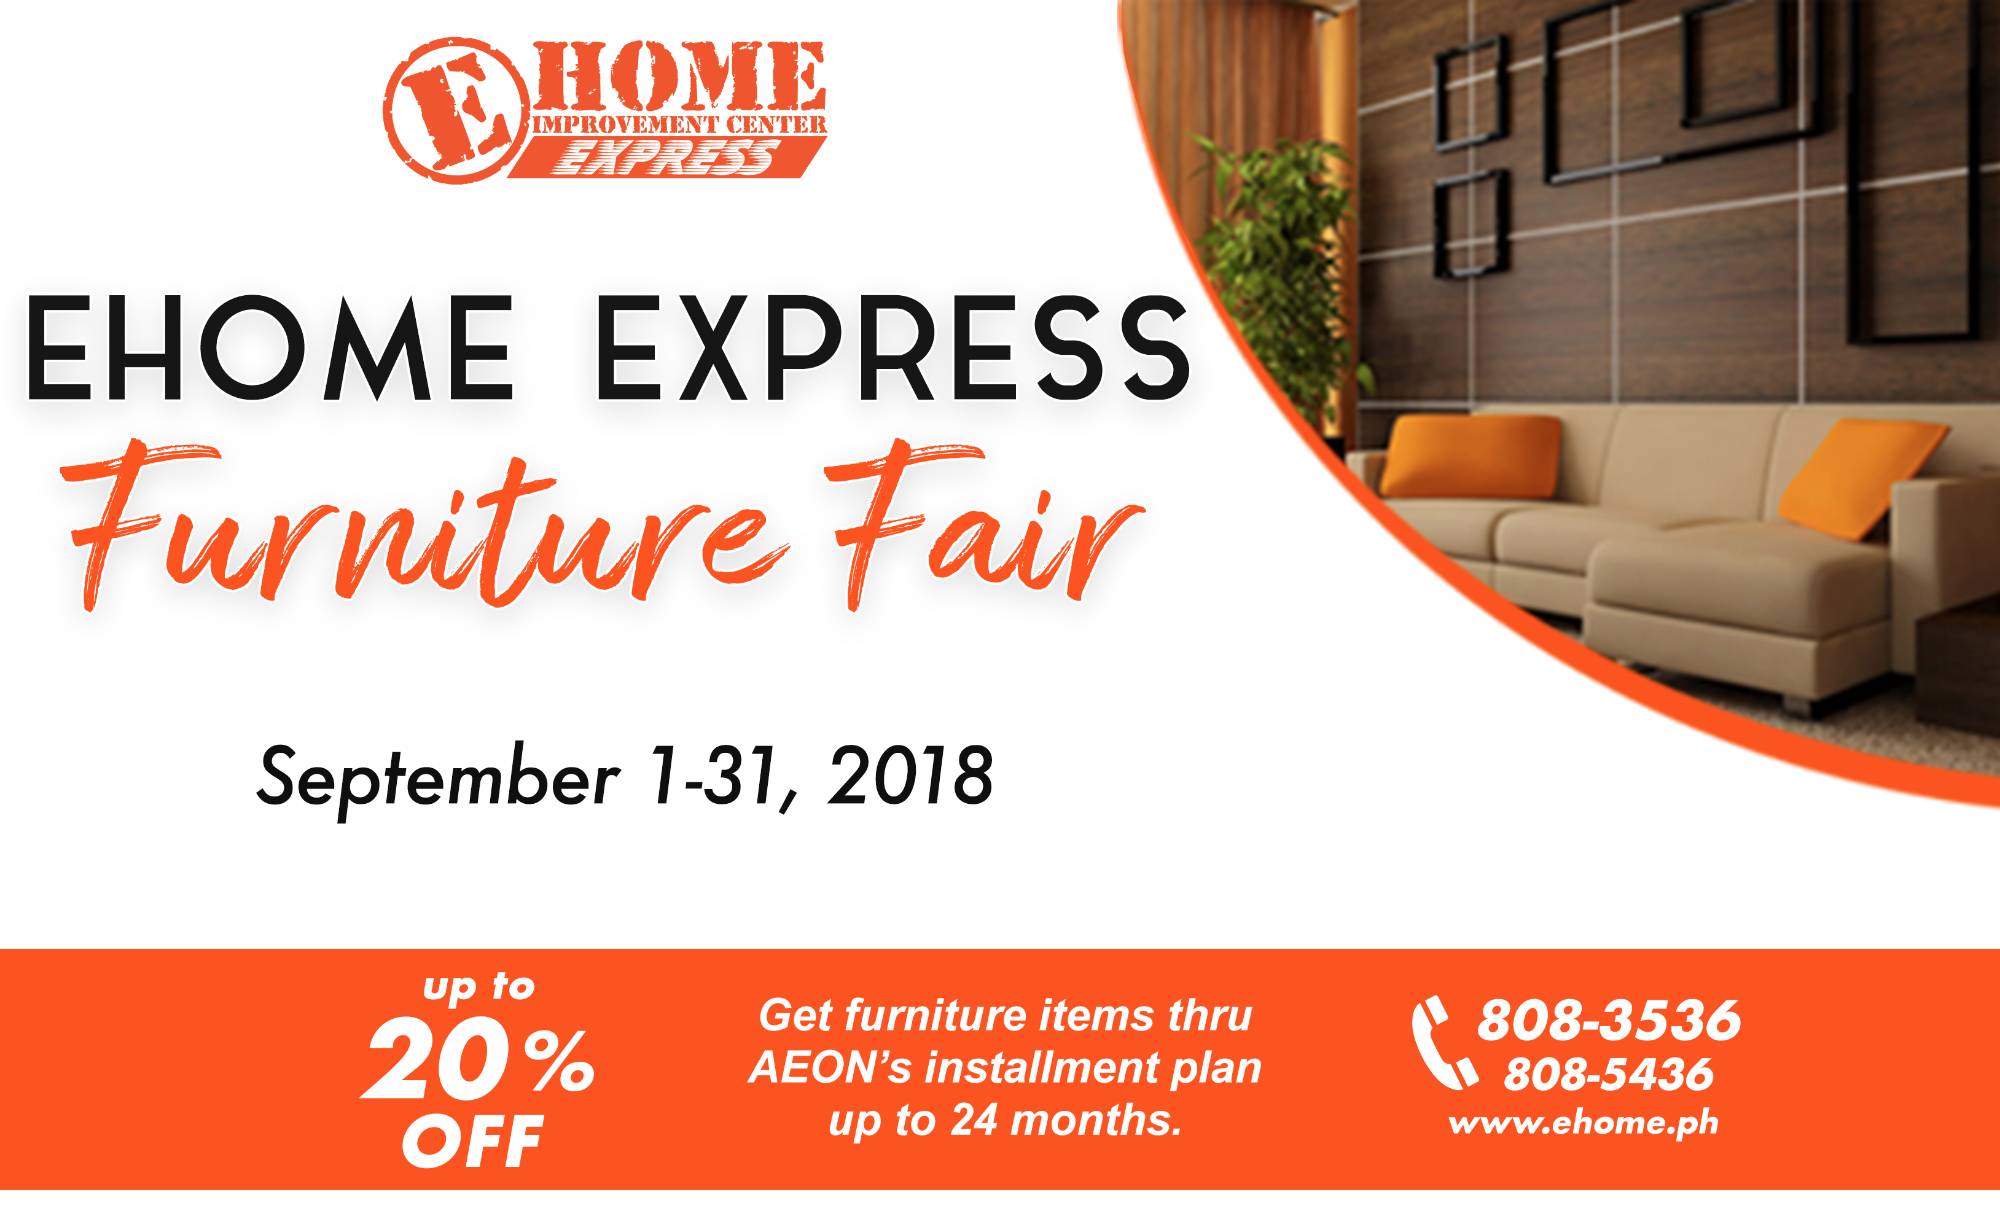 E HOME
IMPROVEMENT CENTER
EXPRESS
EHOME EXPRESS
Furniture Fair
September 1-31, 2018
up to
20%
OFF
Get furniture items thru
AEON’s installment plan
up to 24 months.
808-3536
808-5436
www.ehome.ph